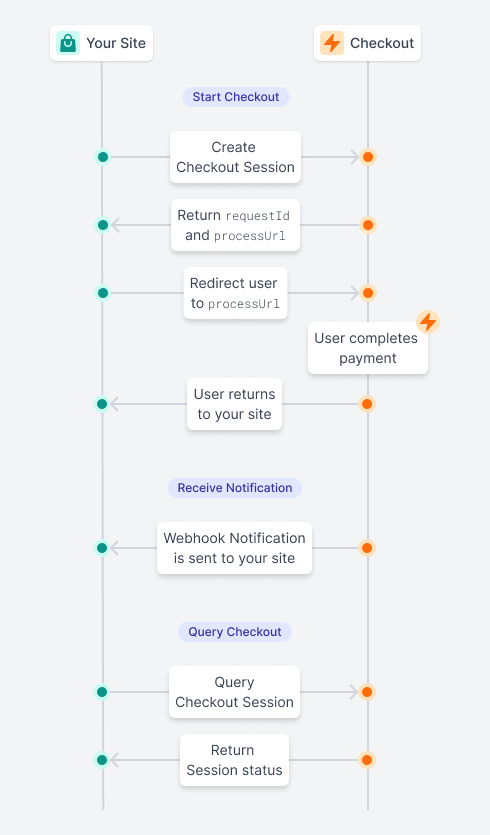 Your Site
Checkout
Start Checkout
Create
Checkout Session
Return requestId
and processUrl
Redirect user
to processUrl
User completes
payment
User returns
to your site
Receive Notification
Webhook Notification
is sent to your site
Query Checkout
Query
Checkout Session
Return
Session status